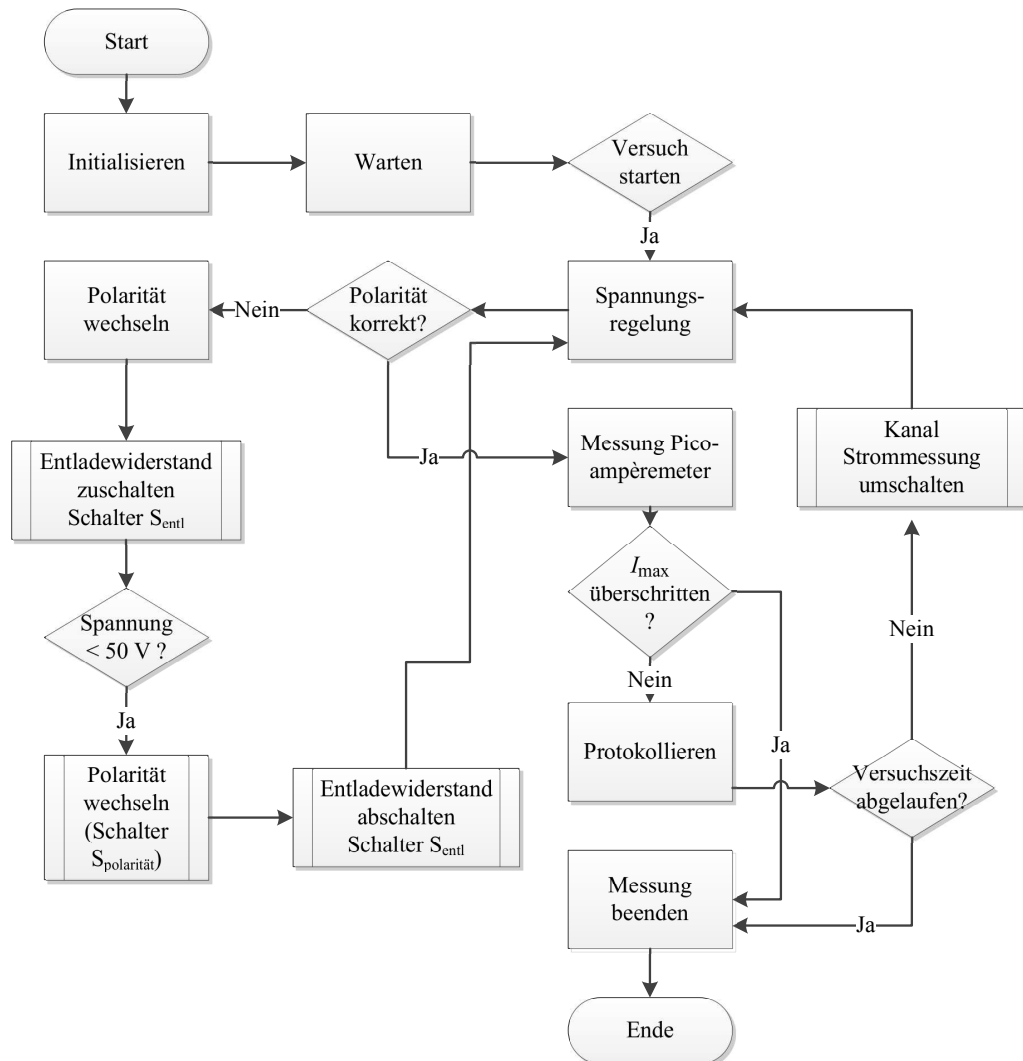 Start
Initialisieren
Warten
Versuch
starten
Ja
Polarität
wechseln
Nein
Polarität
korrekt?
Spannungs-
regelung
Entladewiderstand
zuschalten
Schalter Sentl
Ja
Messung Pico-
ampèremeter
Kanal
Strommessung
umschalten
Imax
überschritten
?
Spannung
< 50 V ?
Nein
Nein
Ja
Polarität
wechseln
(Schalter
Spolarität)
Entladewiderstand
abschalten
Schalter Sentl
Protokollieren
Ja
Versuchszeit
abgelaufen?
Messung
beenden
Ja
Ende